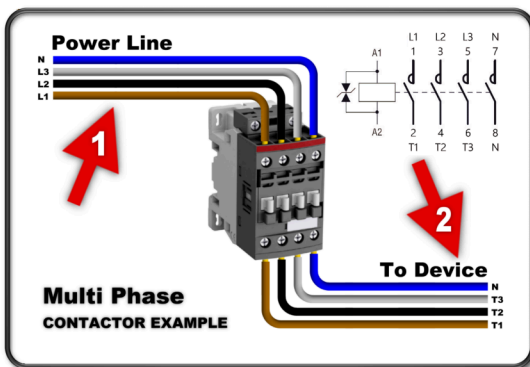 Power Line
N
L3
L2
L1
1
L1 L2 L3 N
A1 1 3 5 7
A2 2 4 6 8
T1 T2 T3 N
2
To Device
N
T3
T2
T1
Multi Phase
CONTACTOR EXAMPLE